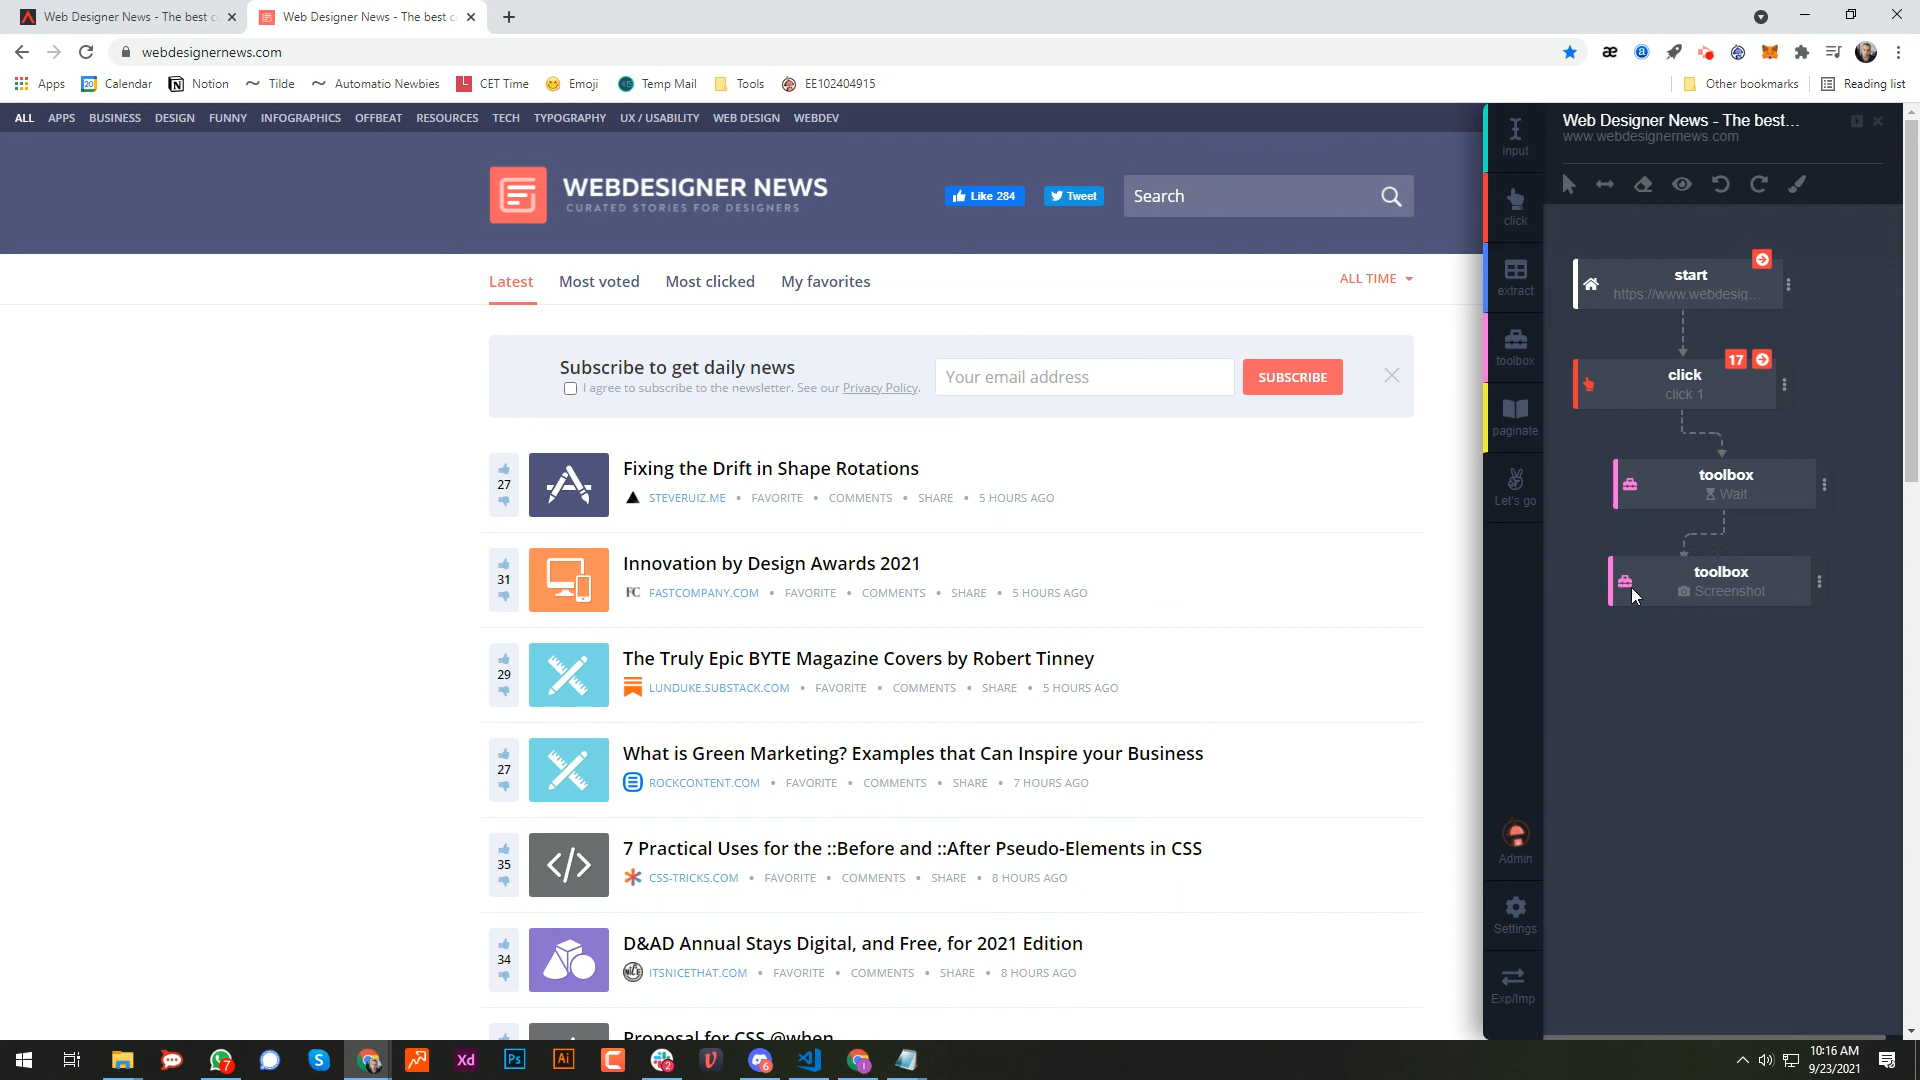 Web Designer News - The best c
Web Designer News - The best c
webdesignernews.com
Apps
Calendar
Notion
Tilde
Automatio Newbies
CET Time
Emoji
Temp Mail
Tools
EE102404915
Other bookmarks
Reading list
ALL APPS BUSINESS DESIGN FUNNY INFOGRAPHICS OFFBEAT RESOURCES TECH TYPOGRAPHY UX / USABILITY WEB DESIGN WEBDEV
WEBDESIGNER NEWS
CURATED STORIES FOR DESIGNERS
Like 284
Tweet
Search
Latest
Most voted
Most clicked
My favorites
ALL TIME
Subscribe to get daily news
I agree to subscribe to the newsletter. See our Privacy Policy.
Your email address
SUBSCRIBE
27
Fixing the Drift in Shape Rotations
STEVERUIZ.ME • FAVORITE • COMMENTS • SHARE • 5 HOURS AGO
31
Innovation by Design Awards 2021
FC FASTCOMPANY.COM • FAVORITE • COMMENTS • SHARE • 5 HOURS AGO
29
The Truly Epic BYTE Magazine Covers by Robert Tinney
LUNDUKE.SUBSTACK.COM • FAVORITE • COMMENTS • SHARE • 5 HOURS AGO
27
What is Green Marketing? Examples that Can Inspire your Business
ROCKCONTENT.COM • FAVORITE • COMMENTS • SHARE • 7 HOURS AGO
35
7 Practical Uses for the ::Before and ::After Pseudo-Elements in CSS
CSS-TRICKS.COM • FAVORITE • COMMENTS • SHARE • 8 HOURS AGO
34
D&AD Annual Stays Digital, and Free, for 2021 Edition
ITSNICETHAT.COM • FAVORITE • COMMENTS • SHARE • 8 HOURS AGO
Proposal for CSS @when
input
click
extract
toolbox
paginate
Let's go
Admin
Settings
Exp/Imp
Web Designer News - The best...
www.webdesignernews.com
start
https://www.webdesig...
17
click
click 1
toolbox
Wait
toolbox
Screenshot
7
Xd
Ps
Ai
2
6
10:16 AM
9/23/2021